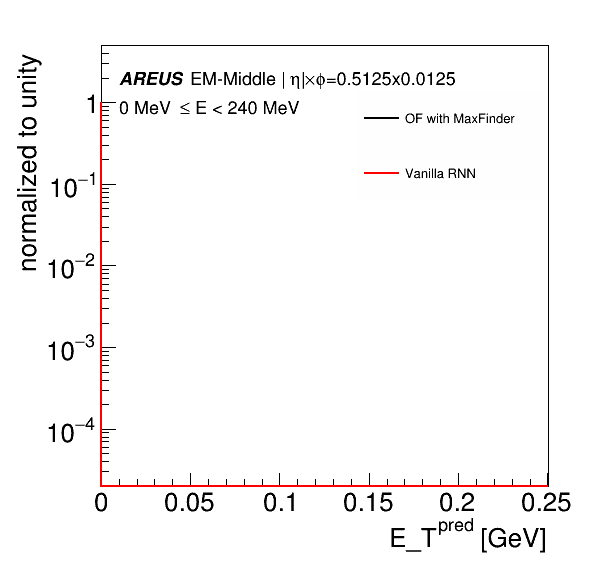 AREUS EM-Middle | η|×ϕ=0.5125x0.0125
0 MeV ≤ E < 240 MeV
OF with MaxFinder
Vanilla RNN
normalized to unity
1
10⁻¹
10⁻²
10⁻³
10⁻⁴
0 0.05 0.1 0.15 0.2 0.25
E_T^pred [GeV]